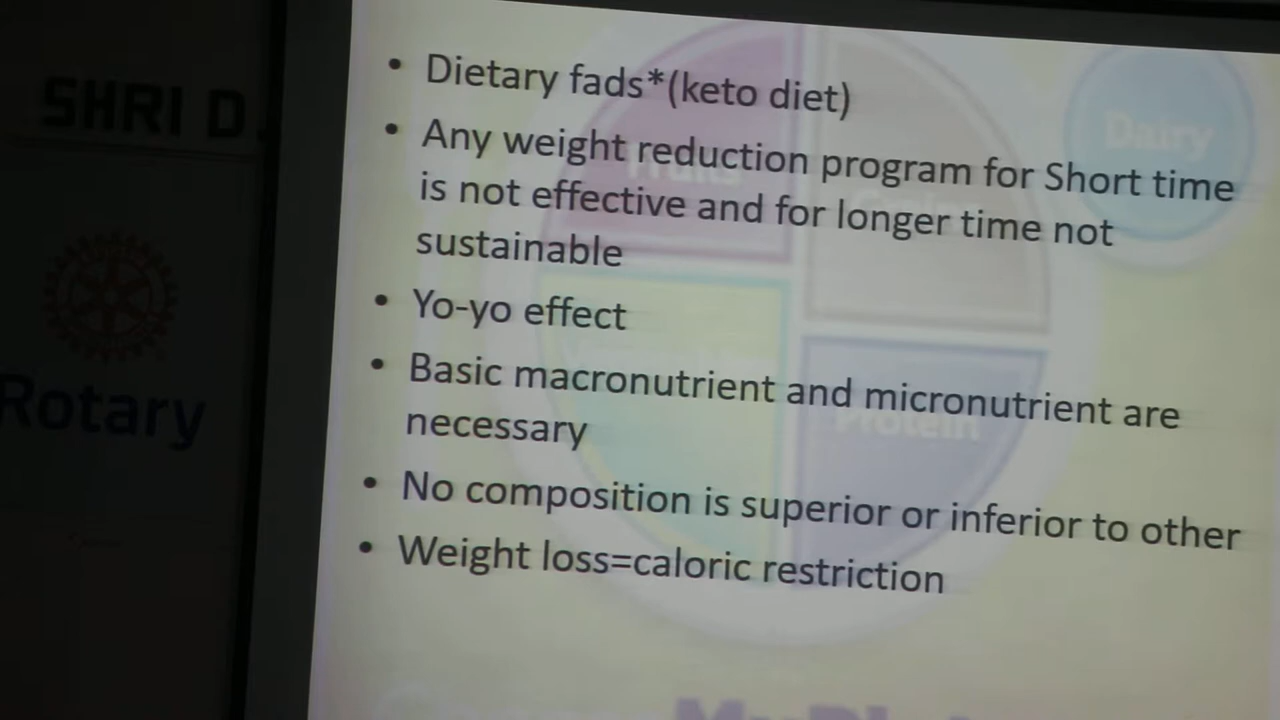 SHRI D
Rotary
• Dietary fads*(keto diet)
• Any weight reduction program for Short time
is not effective and for longer time not
sustainable
• Yo-yo effect
• Basic macronutrient and micronutrient are
necessary
• No composition is superior or inferior to other
• Weight loss=caloric restriction
Dairy
Protein